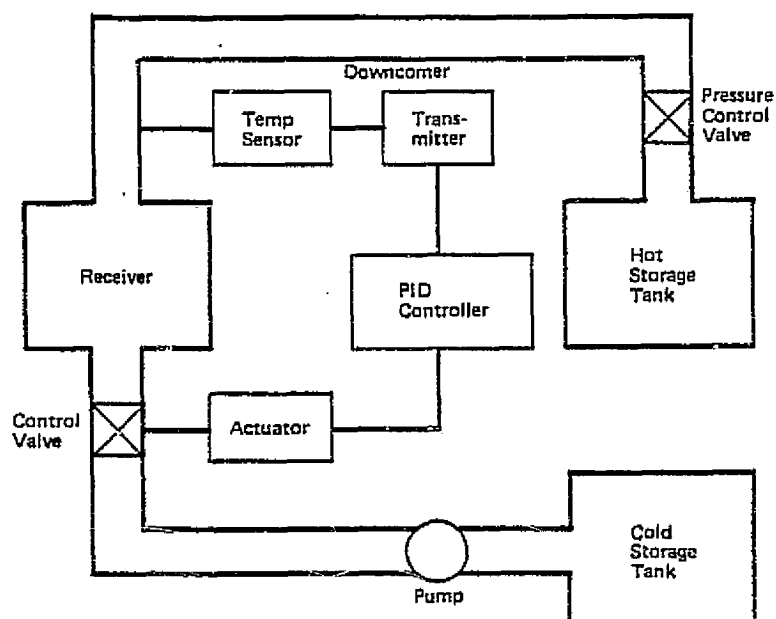 Downcomer
Pressure
Control
Valve
Temp
Sensor
Trans-
mitter
Receiver
PID
Controller
Hot
Storage
Tank
Control
Valve
Actuator
Cold
Storage
Tank
Pump